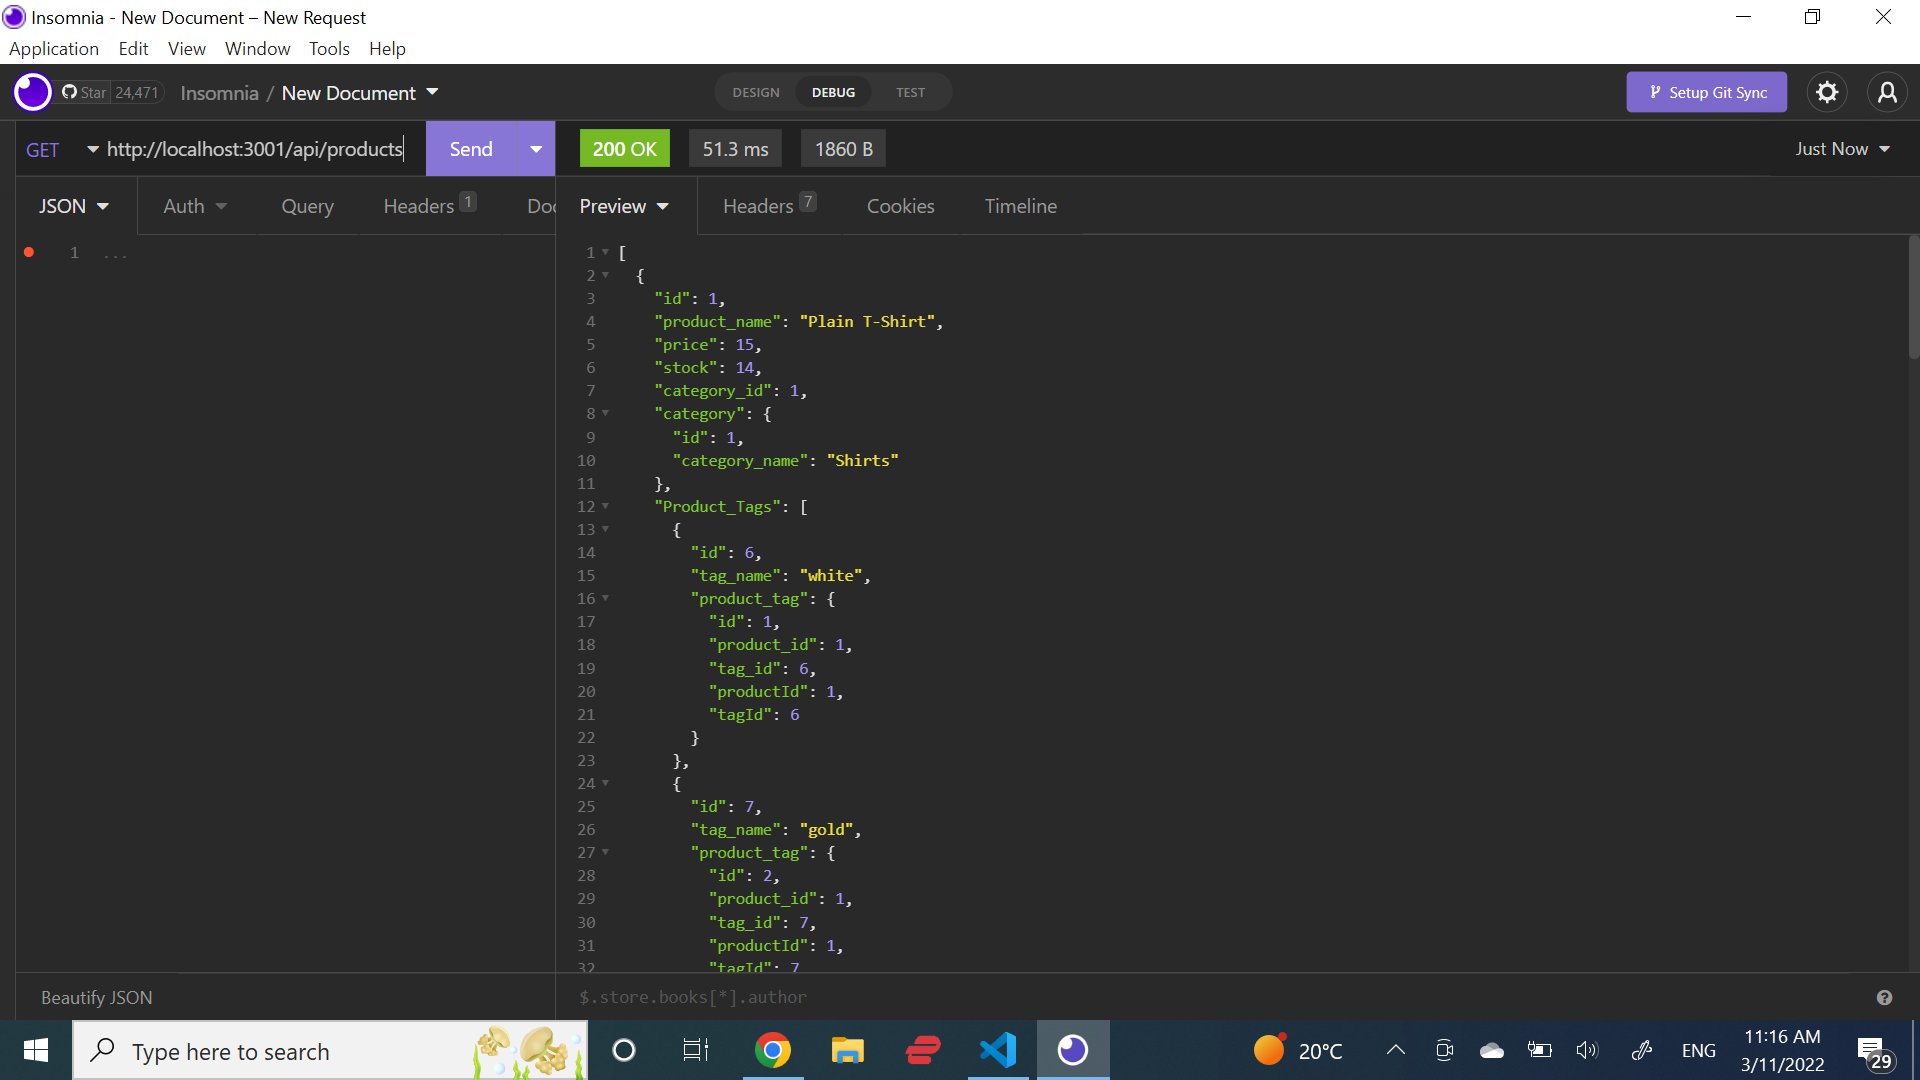 Insomnia - New Document – New Request
Application Edit View Window Tools Help
Star 24,471 Insomnia / New Document DESIGN DEBUG TEST Setup Git Sync
GET http://localhost:3001/api/products Send 200 OK 51.3 ms 1860 B Just Now
JSON Auth Query Headers 1 Doc Preview Headers 7 Cookies Timeline
1 ...
1 [
2 {
3 "id": 1,
4 "product_name": "Plain T-Shirt",
5 "price": 15,
6 "stock": 14,
7 "category_id": 1,
8 "category": {
9 "id": 1,
10 "category_name": "Shirts"
11 },
12 "Product_Tags": [
13 {
14 "id": 6,
15 "tag_name": "white",
16 "product_tag": {
17 "id": 1,
18 "product_id": 1,
19 "tag_id": 6,
20 "productId": 1,
21 "tagId": 6
22 }
23 },
24 {
25 "id": 7,
26 "tag_name": "gold",
27 "product_tag": {
28 "id": 2,
29 "product_id": 1,
30 "tag_id": 7,
31 "productId": 1,
32 "tagId": 7
Beautify JSON $.store.books[*].author
Type here to search 20°C ENG 11:16 AM
3/11/2022 29